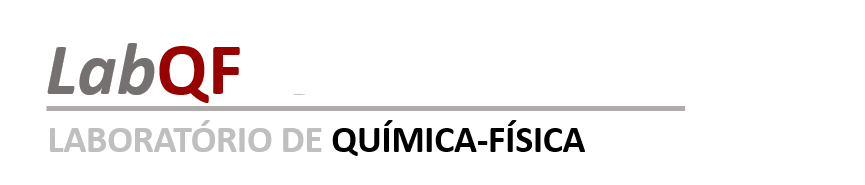 LabQF
LABORATÓRIO DE QUÍMICA-FÍSICA